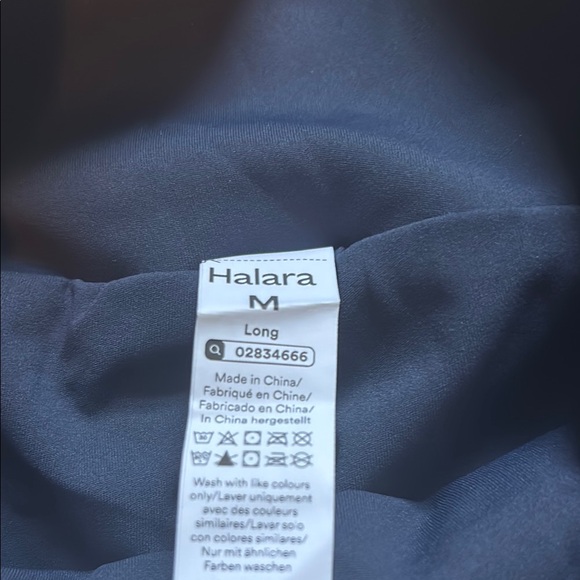 Halara
M
Long
02834666
Made in China/
Fabriqué en Chine/
Fabricado en China/
In China hergestellt
Wash with like colours
only/Laver uniquement
avec des couleurs
similaires/Lavar solo
con colores similares/
Nur mit ähnlichen
Farben waschen